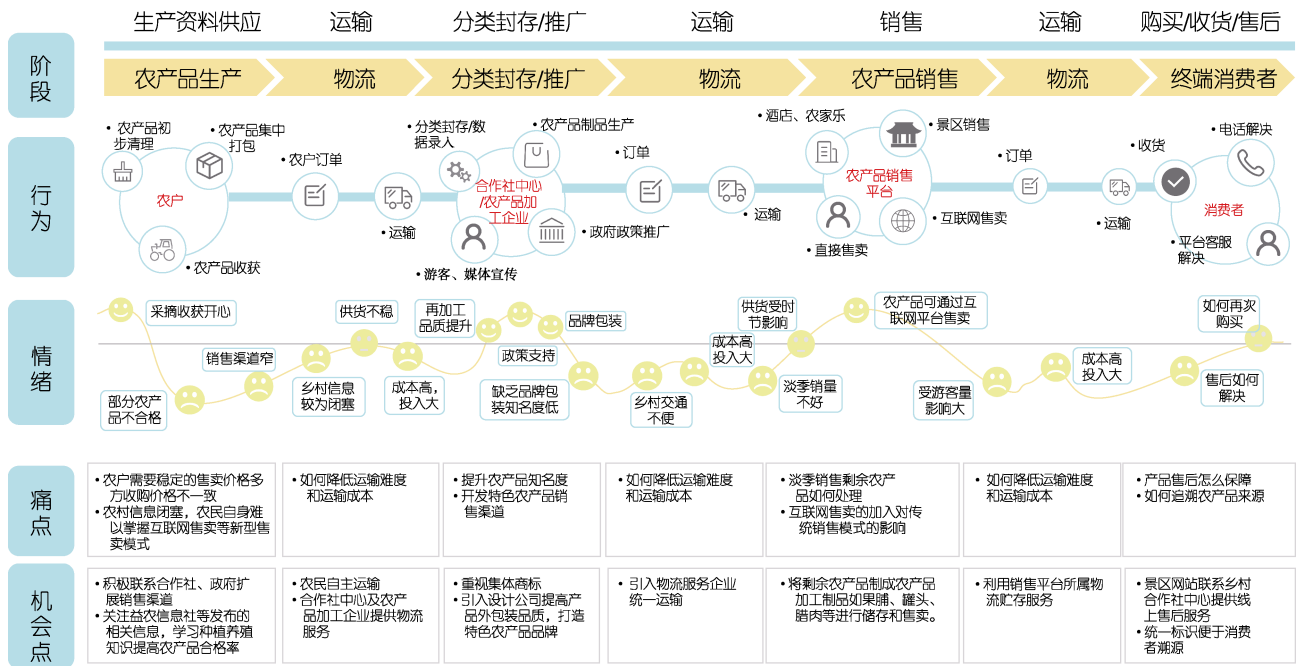 生产资料供应
运输
分类封存/推广
运输
销售
运输
购买/收货/售后
阶段
农产品生产
物流
分类封存/推广
物流
农产品销售
物流
终端消费者
行为
• 农产品初
步清理
• 农产品集中
打包
农户
• 农产品收获
• 农户订单
• 运输
• 分类封存/数
据录入
• 农产品制品生产
合作社中心
/农产品加
工企业
• 政府政策推广
• 游客、媒体宣传
• 订单
• 运输
• 酒店、农家乐
• 景区销售
农产品销售
平台
• 互联网售卖
• 直接售卖
• 订单
• 运输
• 收货
• 电话解决
消费者
• 平台客服
解决
情绪
采摘收获开心
部分农产
品不合格
销售渠道窄
供货不稳
乡村信息
较为闭塞
再加工
品质提升
成本高，
投入大
品牌包装
政策支持
缺乏品牌包
装知名度低
乡村交通
不便
成本高
投入大
供货受时
节影响
淡季销量
不好
农产品可通过互
联网平台售卖
受游客量
影响大
成本高
投入大
如何再次
购买
售后如何
解决
痛点
• 农户需要稳定的售卖价格多
方收购价格不一致
• 农村信息闭塞，农民自身难
以掌握互联网售卖等新型售
卖模式
• 如何降低运输难度
和运输成本
• 提升农产品知名度
• 开发特色农产品销
售渠道
• 如何降低运输难度
和运输成本
• 淡季销售剩余农产
品如何处理
• 互联网售卖的加入对传
统销售模式的影响
• 如何降低运输难度
和运输成本
• 产品售后怎么保障
• 如何追溯农产品来源
机会点
• 积极联系合作社、政府扩
展销售渠道
• 关注益农信息社等发布的
相关信息，学习种植养殖
知识提高农产品合格率
• 农民自主运输
• 合作社中心及农产
品加工企业提供物流
服务
• 重视集体商标
• 引入设计公司提高产
品外包装品质，打造
特色农产品品牌
• 引入物流服务企业
统一运输
• 将剩余农产品制成农产品
加工制品如果脯、罐头、
腊肉等进行储存和售卖。
• 利用销售平台所属物
流贮存服务
• 景区网站联系乡村
合作社中心提供线
上售后服务
• 统一标识便于消费
者溯源